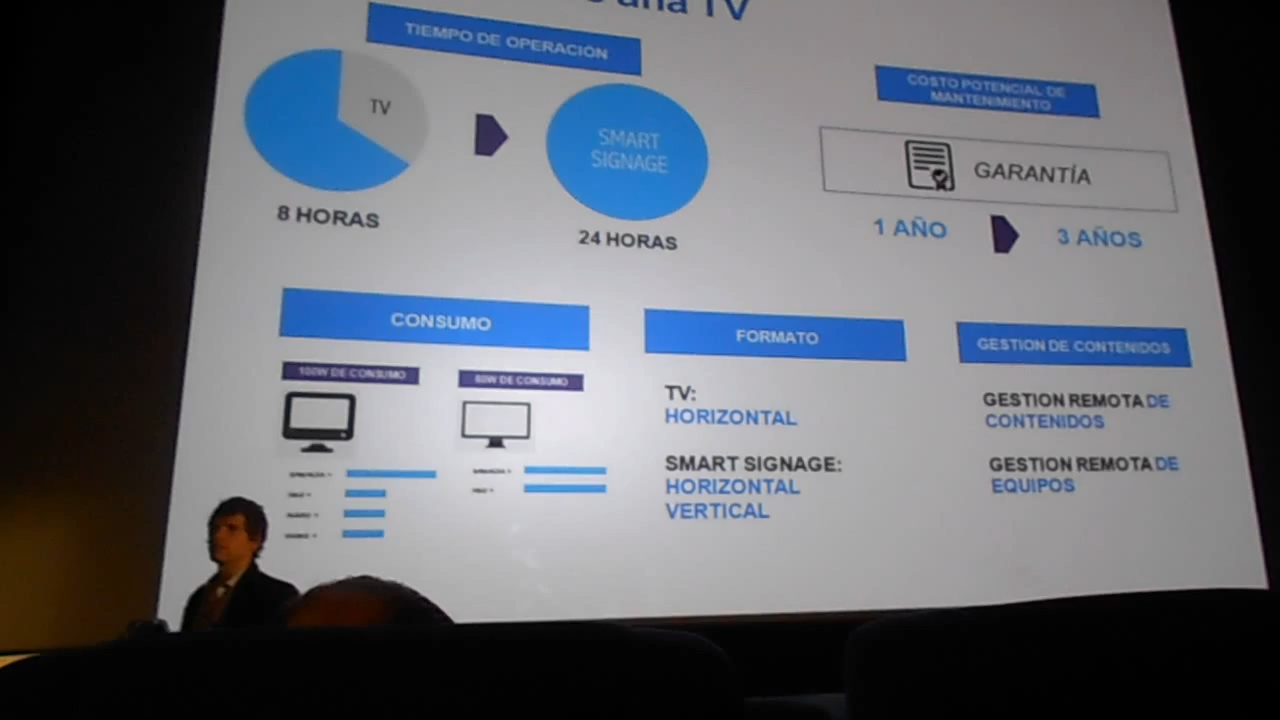 una TV
TIEMPO DE OPERACIÓN
TV
SMART
SIGNAGE
8 HORAS
24 HORAS
COSTO POTENCIAL DE
MANTENIMIENTO
GARANTÍA
1 AÑO
3 AÑOS
CONSUMO
100W DE CONSUMO
60W DE CONSUMO
FORMATO
TV:
HORIZONTAL
SMART SIGNAGE:
HORIZONTAL
VERTICAL
GESTION DE CONTENIDOS
GESTION REMOTA DE
CONTENIDOS
GESTION REMOTA DE
EQUIPOS